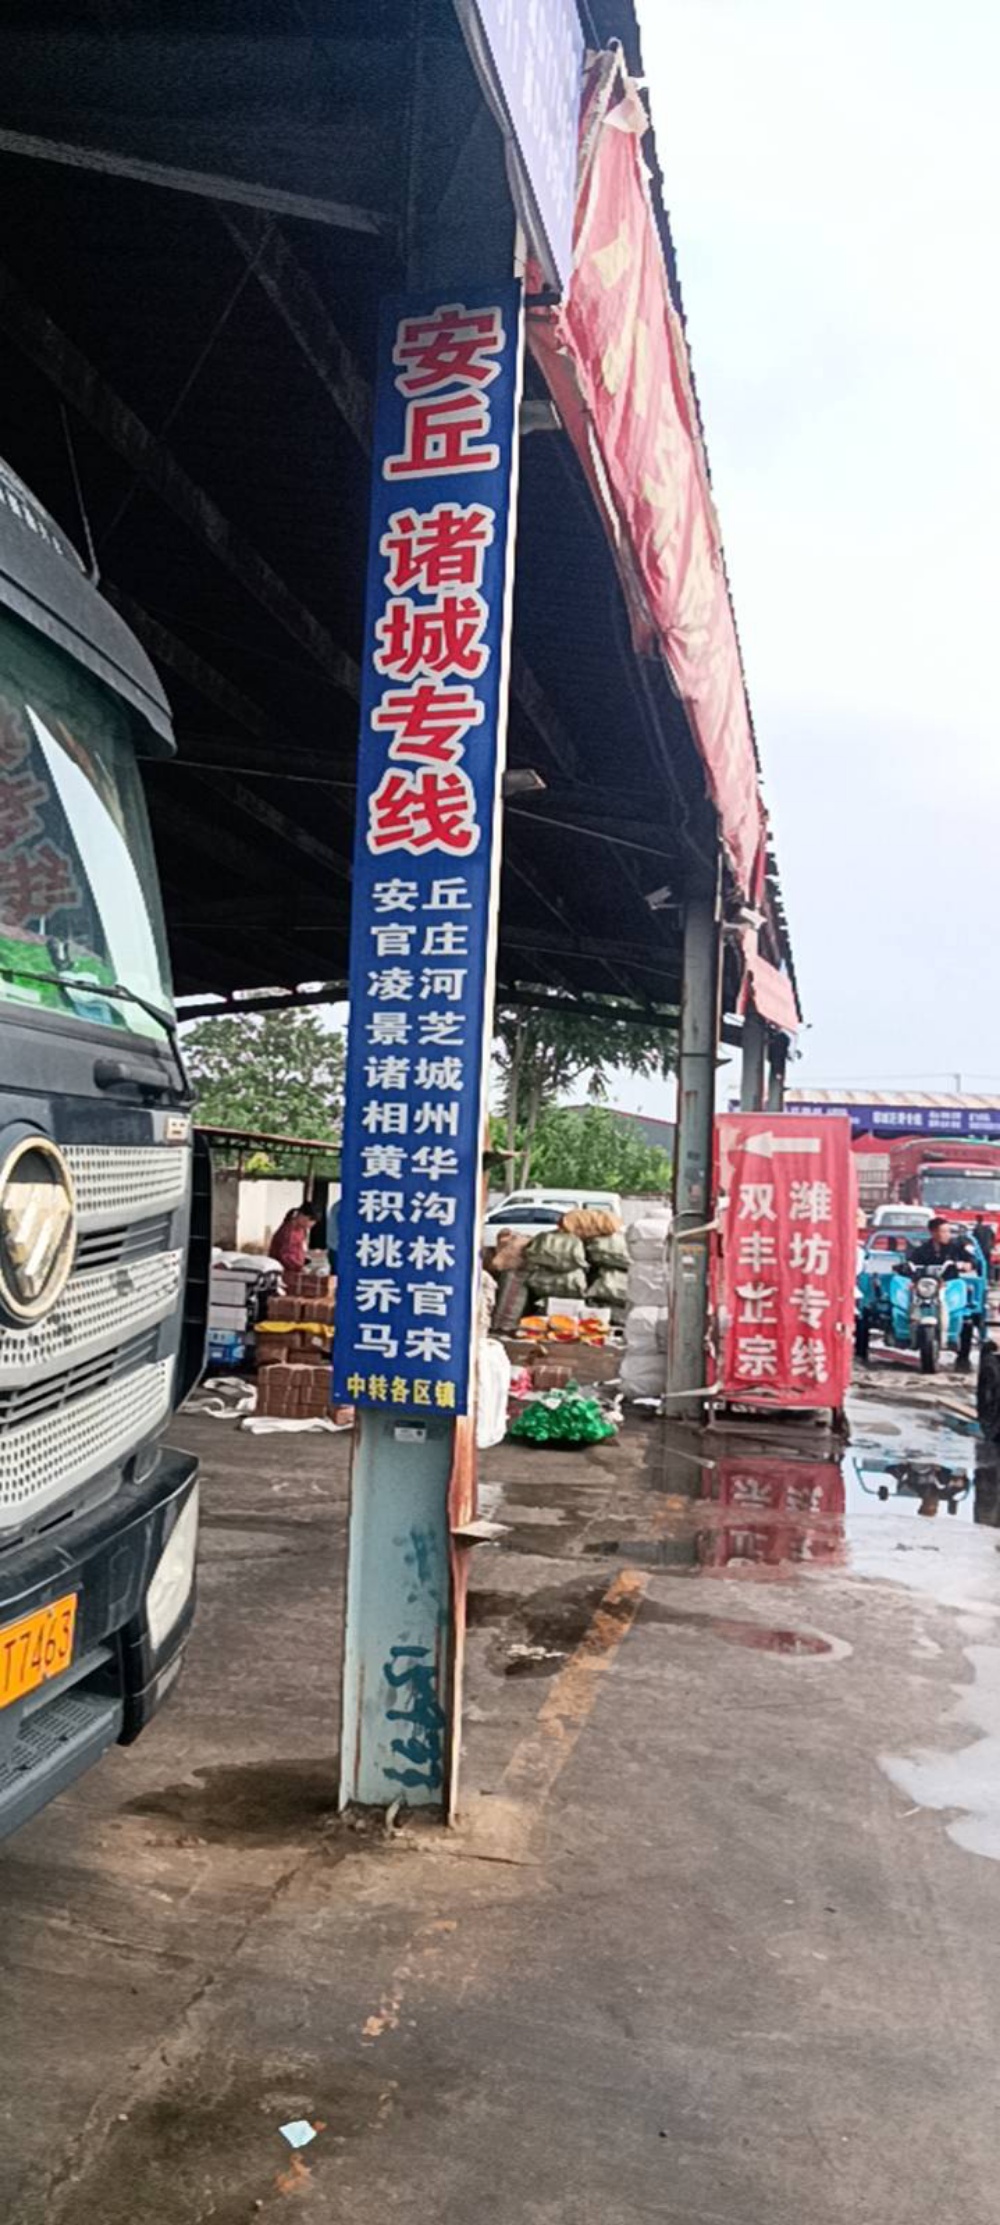 安丘 诸城专线
安丘
官庄
凌河
景芝
诸城
相州
黄华
积沟
桃林
乔官
马宋
中转各区镇
潍坊专线
双丰正宗
T7463